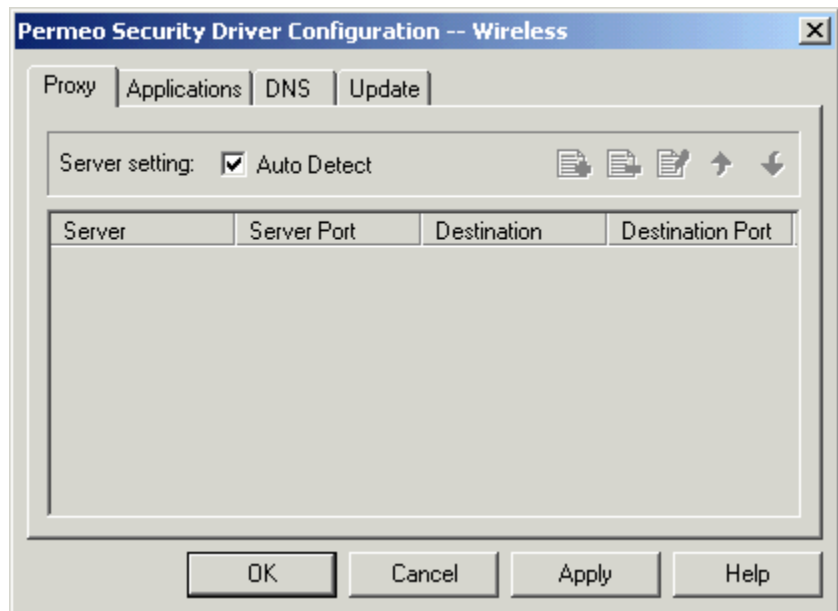 Permeo Security Driver Configuration -- Wireless
Proxy Applications DNS Update
Server setting: Auto Detect
Server Server Port Destination Destination Port
OK Cancel Apply Help